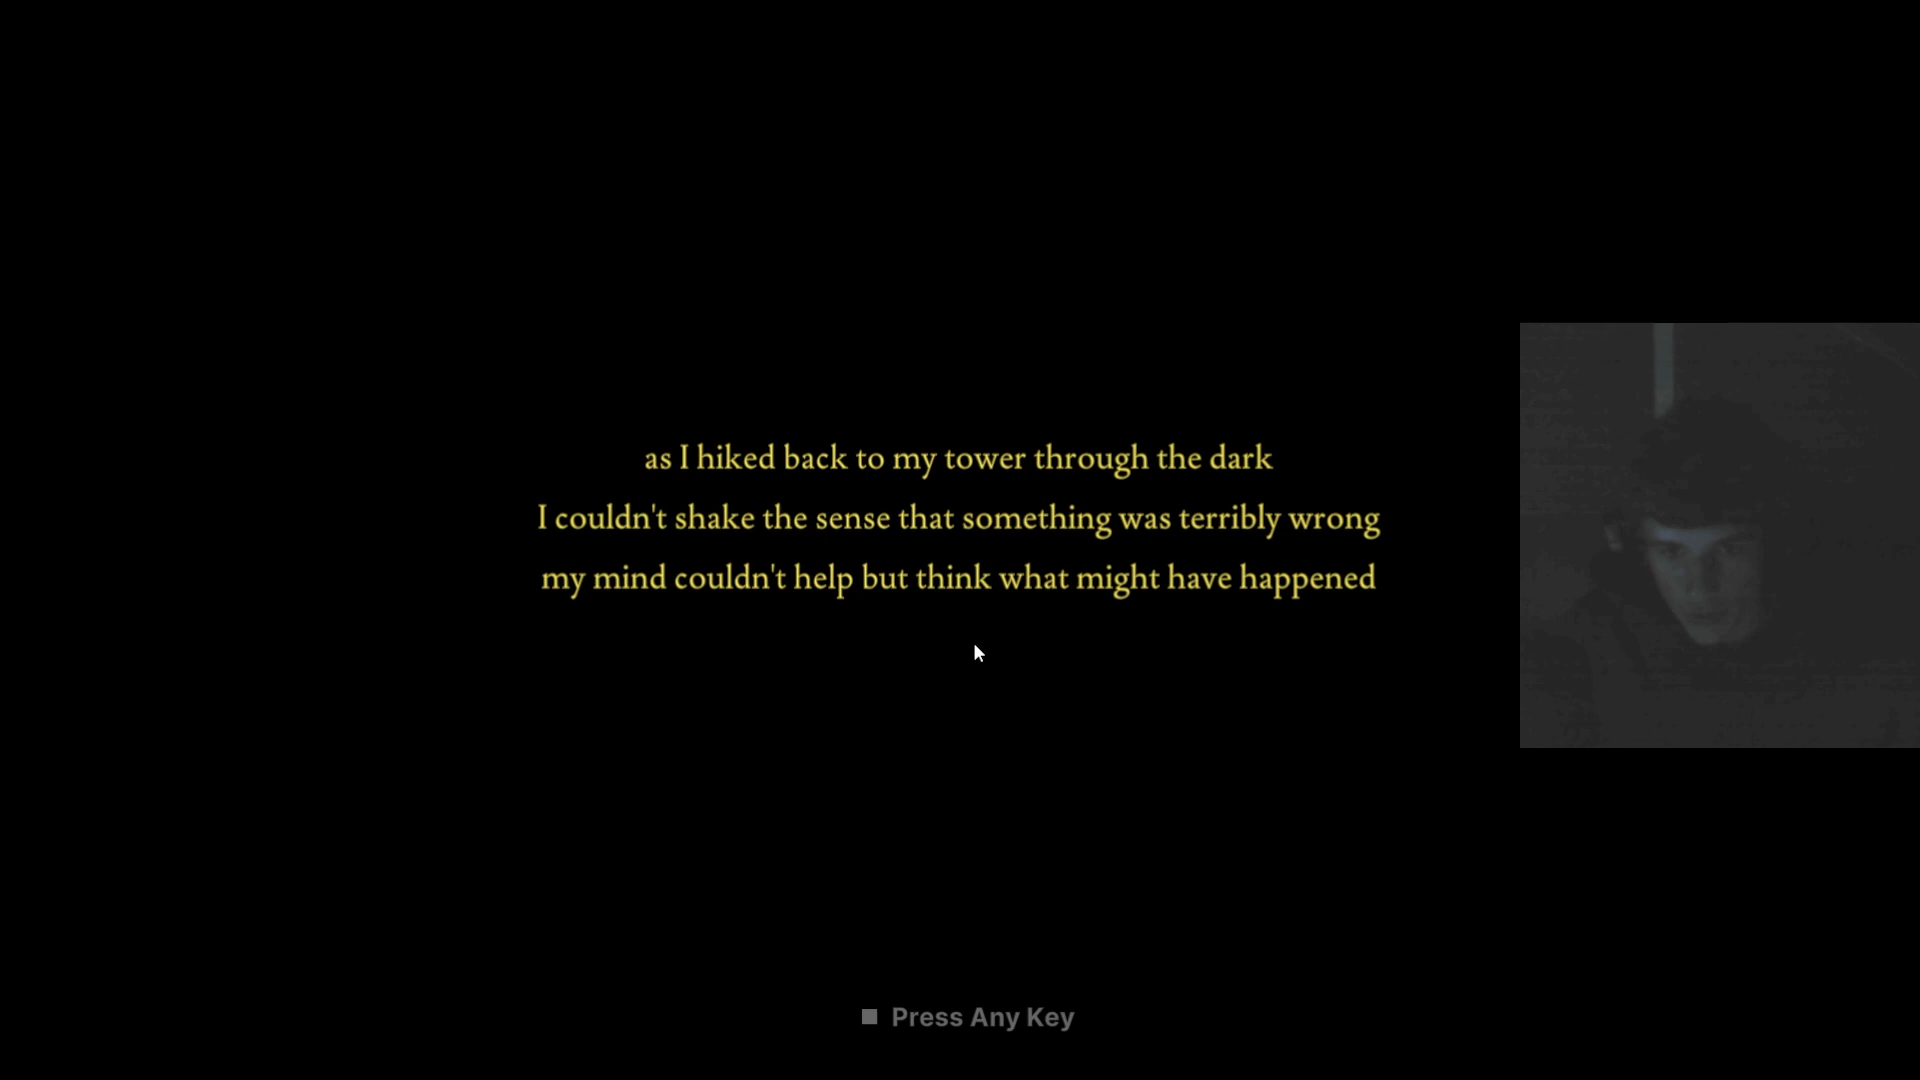 as I hiked back to my tower through the dark
I couldn't shake the sense that something was terribly wrong
my mind couldn't help but think what might have happened
Press Any Key